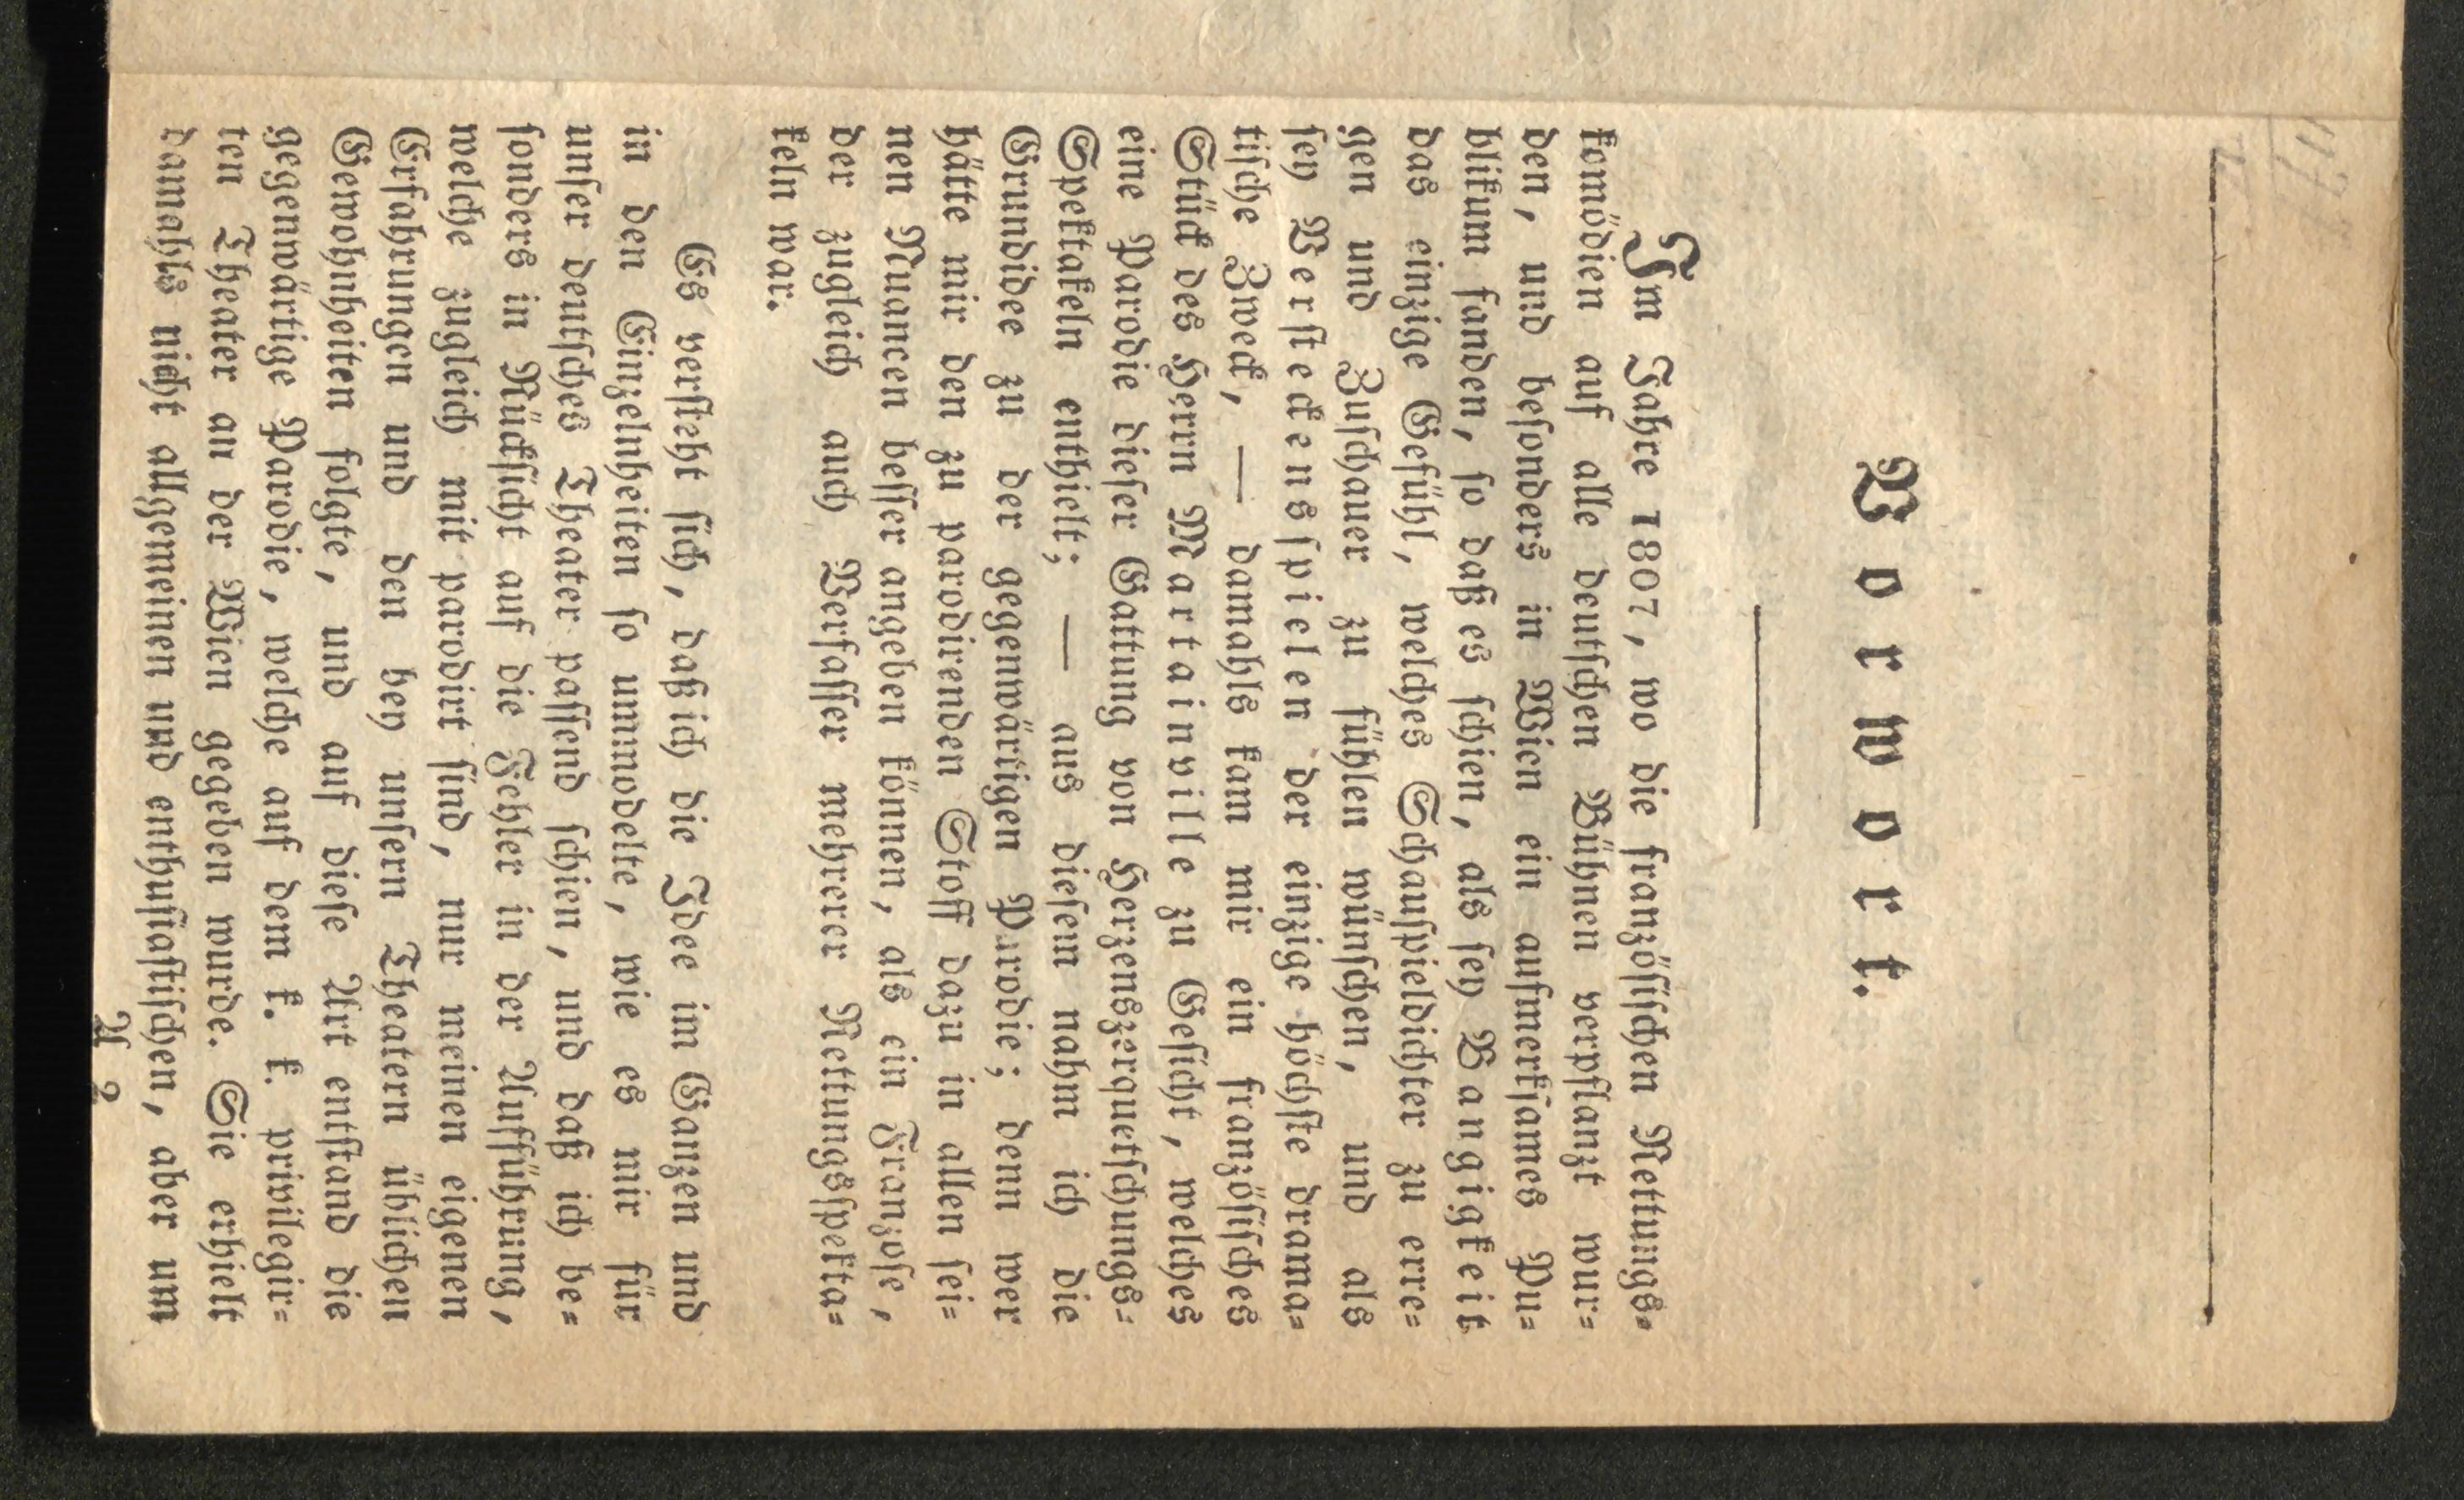 Vorwort.
Im Jahre 1807, wo die französischen Rettungs-
komödien auf alle deutschen Bühnen verpflanzt wur-
den, und besonders in Wien ein aufmerksames Pu-
blikum fanden, so daß es schien, als sey Bangigkeit
das einzige Gefühl, welches Schauspieldichter zu erre-
gen und Zuschauer zu fühlen wünschen, und als
sey Verstecken spielen der einzige höchste drama-
tische Zweck, — damahls kam mir ein französisches
Stück des Herrn Martainville zu Gesicht, welches
eine Parodie dieser Gattung von Herzenszerquetschungs-
Spektakeln enthielt; — aus diesem nahm ich die
Grundidee zu der gegenwärtigen Parodie; denn wer
hätte mir den zu parodirenden Stoff dazu in allen sei-
nen Nuancen besser angeben können, als ein Franzose,
der zugleich auch Verfasser mehrerer Rettungsspekta-
keln war.
Es versteht sich, daß ich die Idee im Ganzen und
in den Einzelnheiten so ummodelte, wie es mir für
unser deutsches Theater passend schien, und daß ich be-
sonders in Rücksicht auf die Fehler in der Aufführung,
welche zugleich mit parodirt sind, nur meinen eigenen
Erfahrungen und den bey unsern Theatern üblichen
Gewohnheiten folgte, und auf diese Art entstand die
gegenwärtige Parodie, welche auf dem k. k. privilegir-
ten Theater an der Wien gegeben wurde. Sie erhielt
damahls nicht allgemeinen und enthusiastischen, aber um
A 2